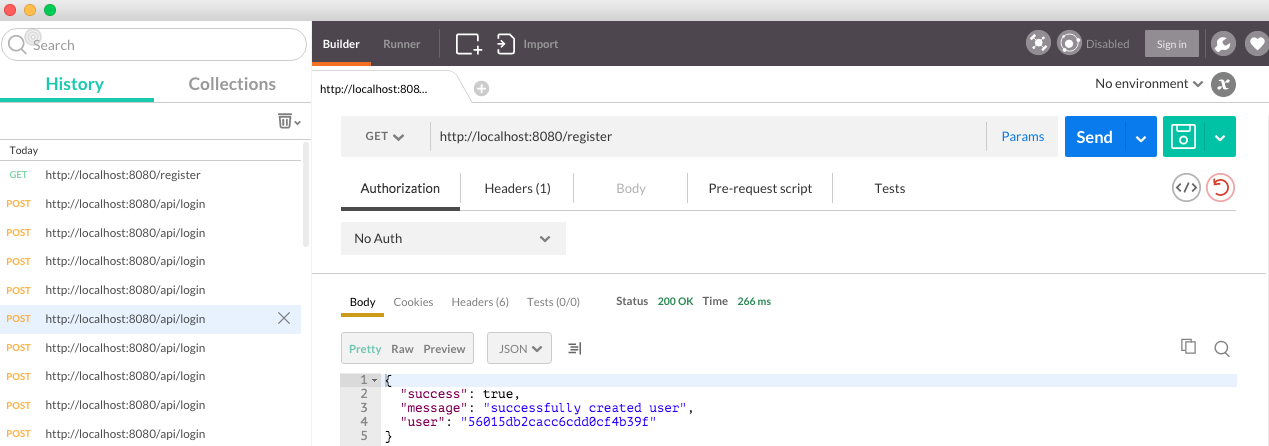 Search
History Collections
Today
GET http://localhost:8080/register
POST http://localhost:8080/api/login
POST http://localhost:8080/api/login
POST http://localhost:8080/api/login
POST http://localhost:8080/api/login
POST http://localhost:8080/api/login
POST http://localhost:8080/api/login
POST http://localhost:8080/api/login
POST http://localhost:8080/api/login
POST http://localhost:8080/api/login
Builder Runner Import Disabled Sign in
http://localhost:808... No environment
GET http://localhost:8080/register Params Send
Authorization Headers (1) Body Pre-request script Tests
No Auth
Body Cookies Headers (6) Tests (0/0) Status 200 OK Time 266 ms
Pretty Raw Preview JSON
1 {
2 "success": true,
3 "message": "successfully created user",
4 "user": "56015db2cacc6cdd0cf4b39f"
5 }